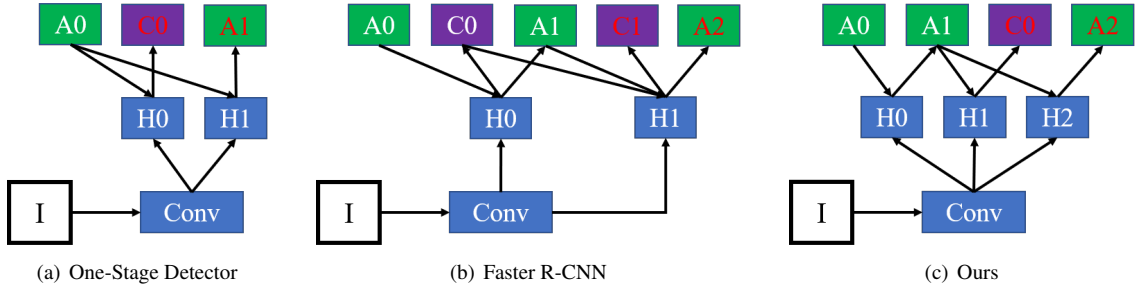 A0 C0 A1
H0 H1
I Conv
(a) One-Stage Detector
A0 C0 A1 C1 A2
H0 H1
I Conv
(b) Faster R-CNN
A0 A1 C0 A2
H0 H1 H2
I Conv
(c) Ours